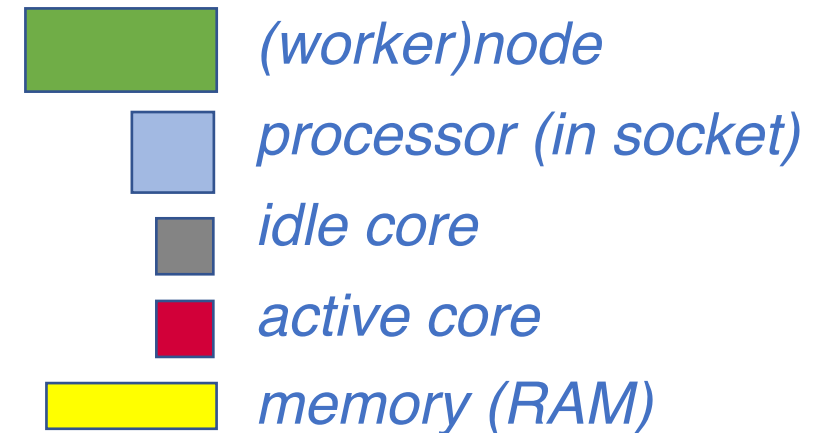 (worker)node
processor (in socket)
idle core
active core
memory (RAM)